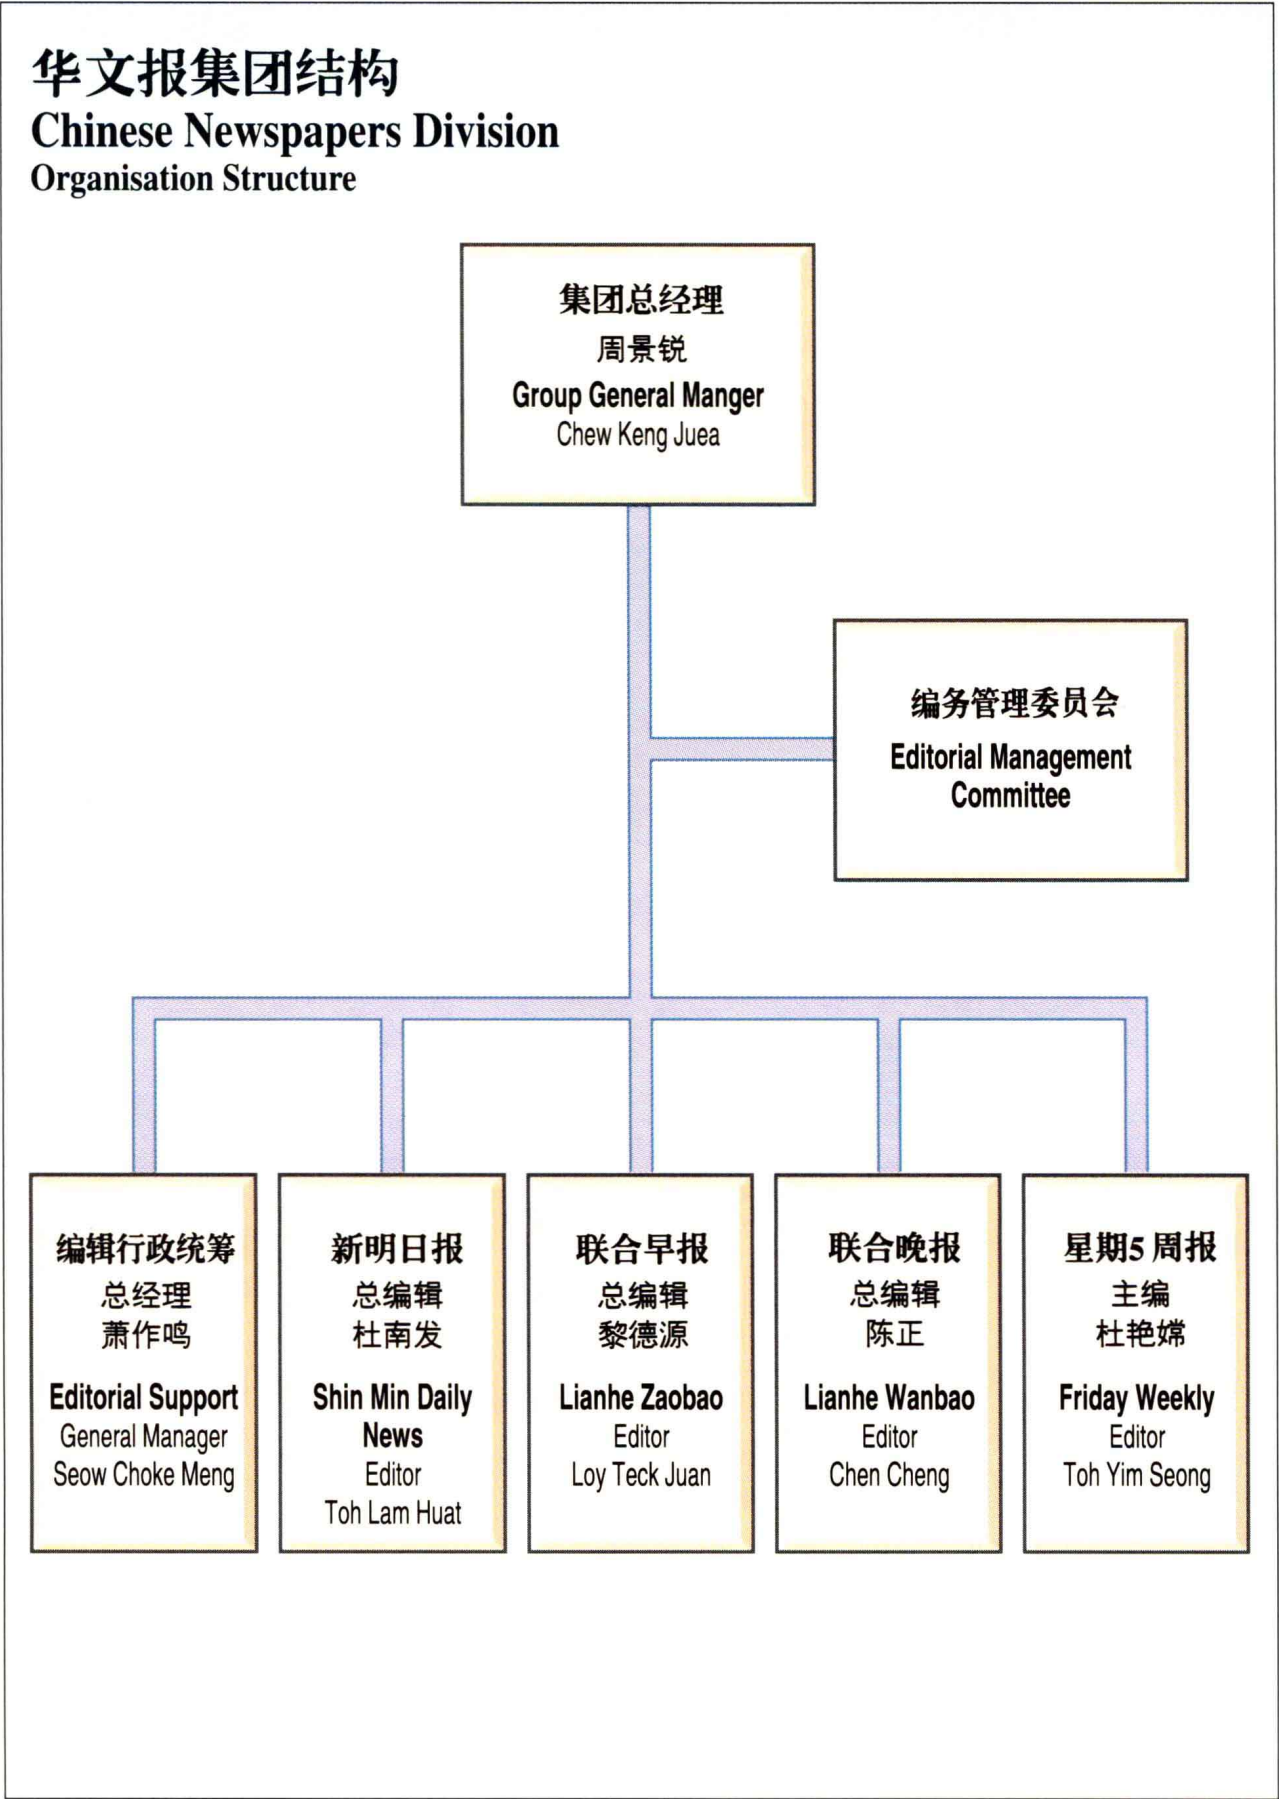 华文报集团结构
Chinese Newspapers Division
Organisation Structure
集团总经理
周景锐
Group General Manger
Chew Keng Juea
编务管理委员会
Editorial Management
Committee
编辑行政统筹
总经理
萧作鸣
Editorial Support
General Manager
Seow Choke Meng
新明日报
总编辑
杜南发
Shin Min Daily
News
Editor
Toh Lam Huat
联合早报
总编辑
黎德源
Lianhe Zaobao
Editor
Loy Teck Juan
联合晚报
总编辑
陈正
Lianhe Wanbao
Editor
Chen Cheng
星期5周报
主编
杜艳嫦
Friday Weekly
Editor
Toh Yim Seong